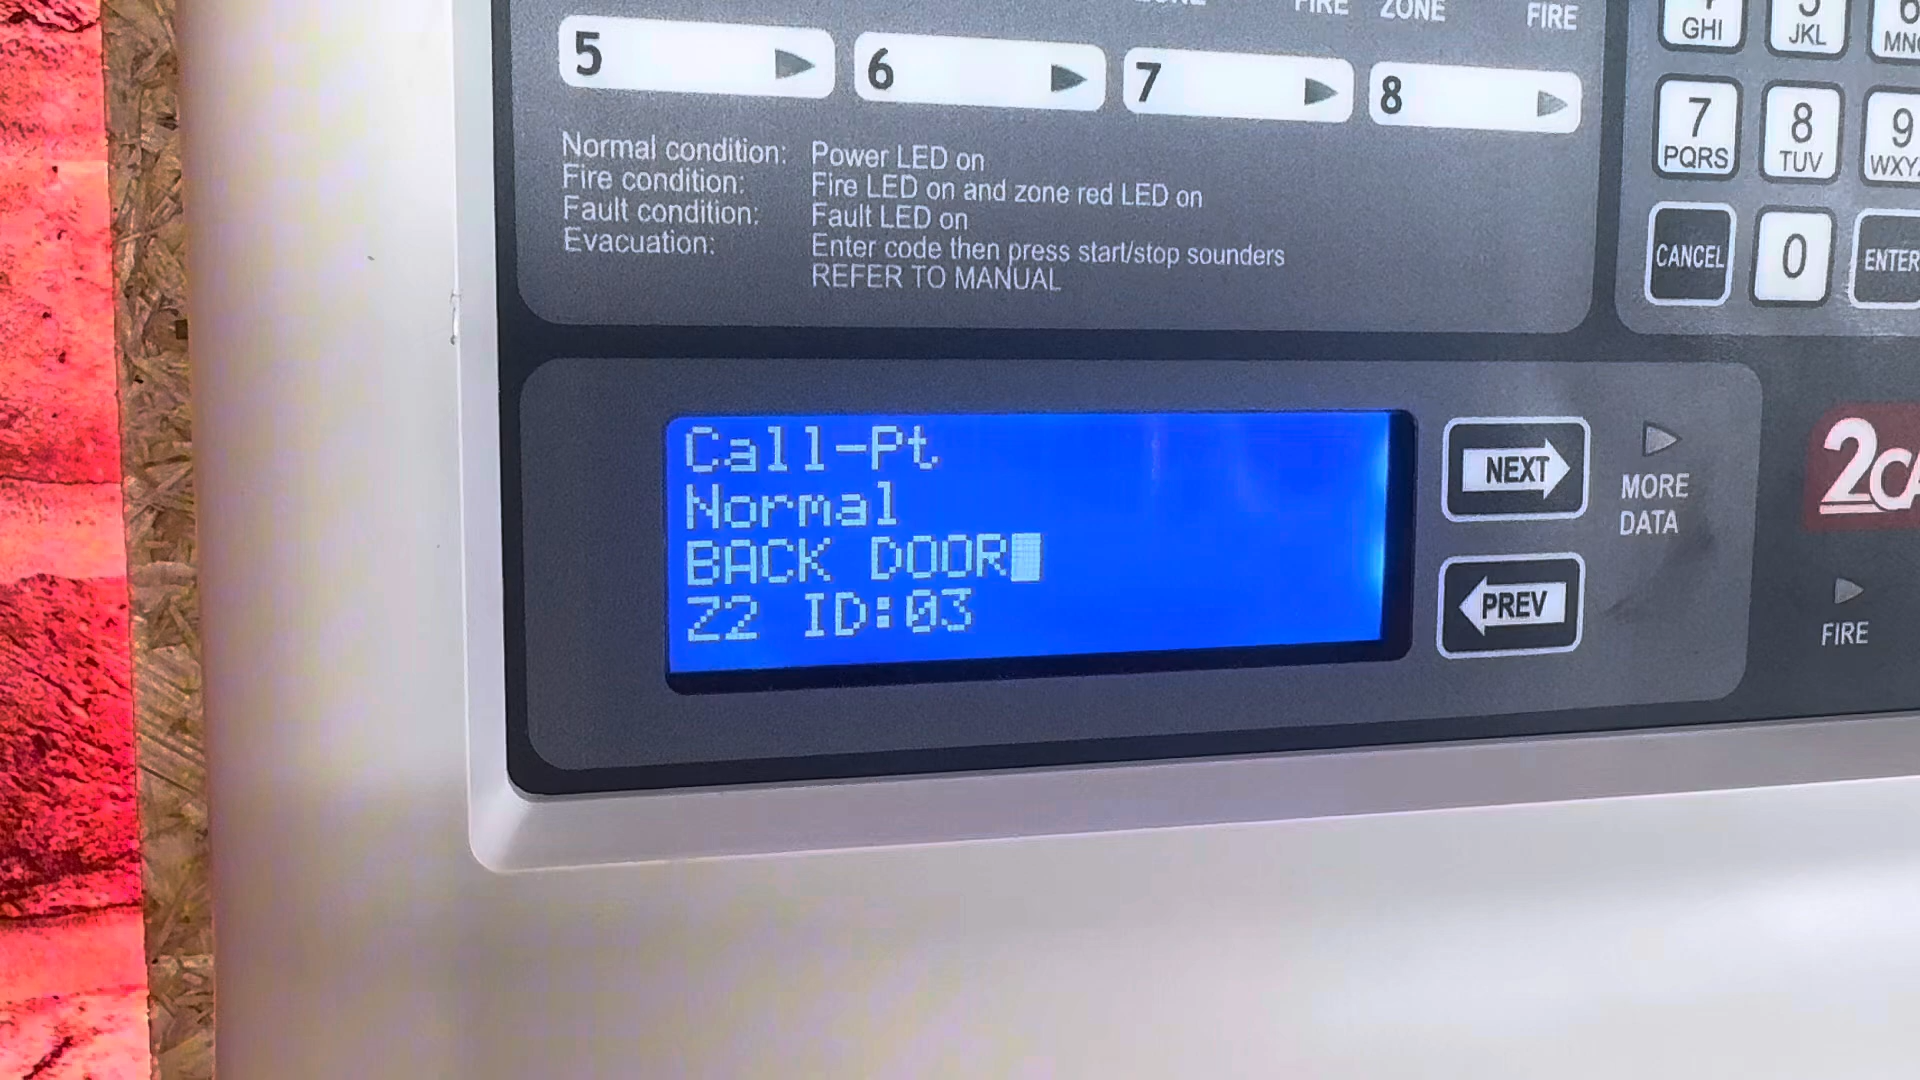 FIRE ZONE FIRE
5 6 7 8
GHI JKL
7 PQRS 8 TUV 9
CANCEL 0 ENTER
Normal condition: Power LED on
Fire condition: Fire LED on and zone red LED on
Fault condition: Fault LED on
Evacuation: Enter code then press start/stop sounders
REFER TO MANUAL
Call-Pt
Normal
BACK DOOR
Z2 ID:03
NEXT
MORE
DATA
PREV
FIRE